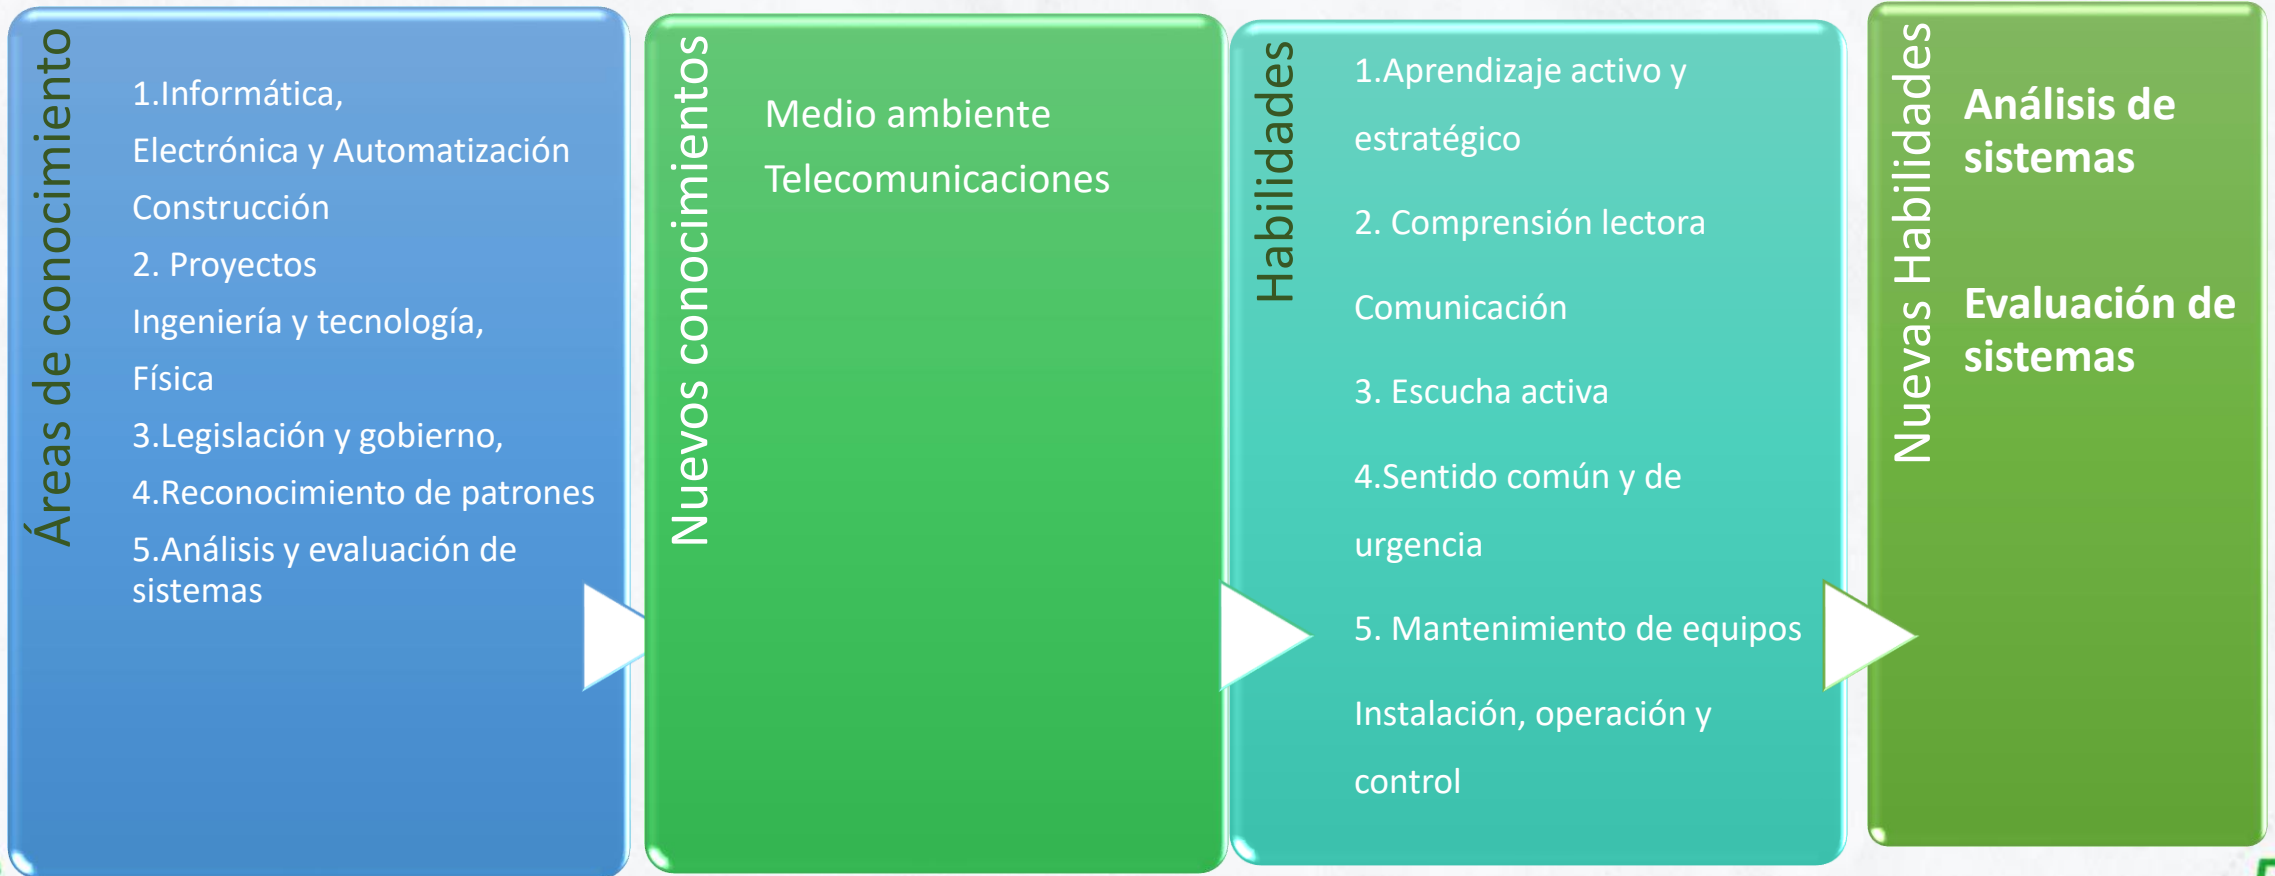 Áreas de conocimiento
1.Informática,
Electrónica y Automatización
Construcción
2. Proyectos
Ingeniería y tecnología,
Física
3.Legislación y gobierno,
4.Reconocimiento de patrones
5.Análisis y evaluación de
sistemas
Nuevos conocimientos
Medio ambiente
Telecomunicaciones
Habilidades
1.Aprendizaje activo y
estratégico
2. Comprensión lectora
Comunicación
3. Escucha activa
4.Sentido común y de
urgencia
5. Mantenimiento de equipos
Instalación, operación y
control
Nuevas Habilidades
Análisis de
sistemas
Evaluación de
sistemas